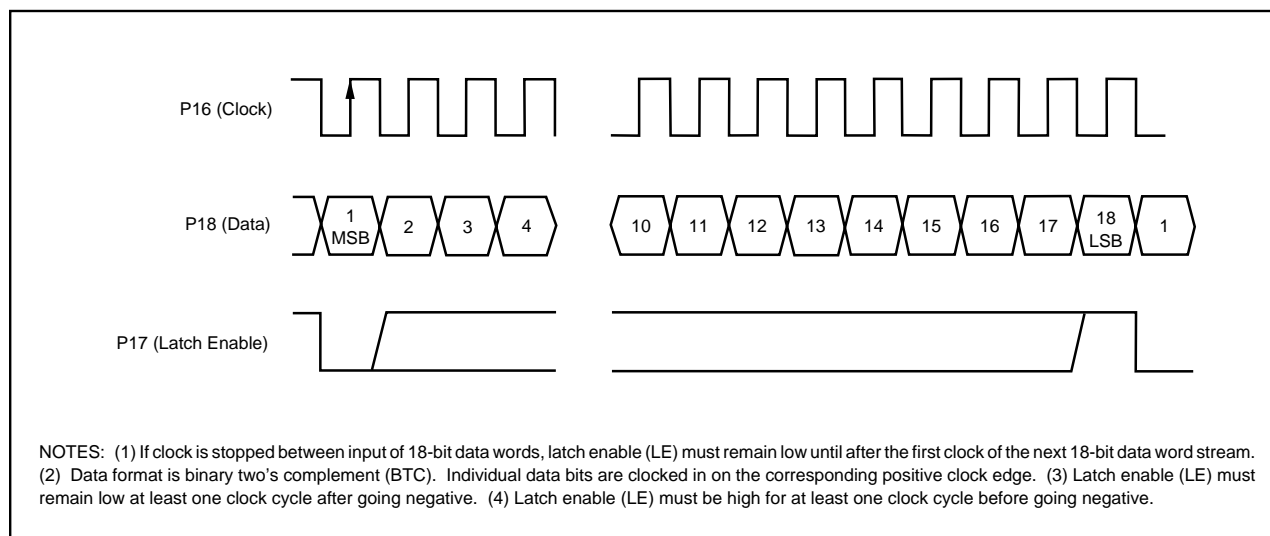 P16 (Clock)
P18 (Data)
1
MSB
2
3
4
10
11
12
13
14
15
16
17
18
LSB
1
P17 (Latch Enable)
NOTES: (1) If clock is stopped between input of 18-bit data words, latch enable (LE) must remain low until after the first clock of the next 18-bit data word stream.
(2) Data format is binary two's complement (BTC). Individual data bits are clocked in on the corresponding positive clock edge. (3) Latch enable (LE) must
remain low at least one clock cycle after going negative. (4) Latch enable (LE) must be high for at least one clock cycle before going negative.